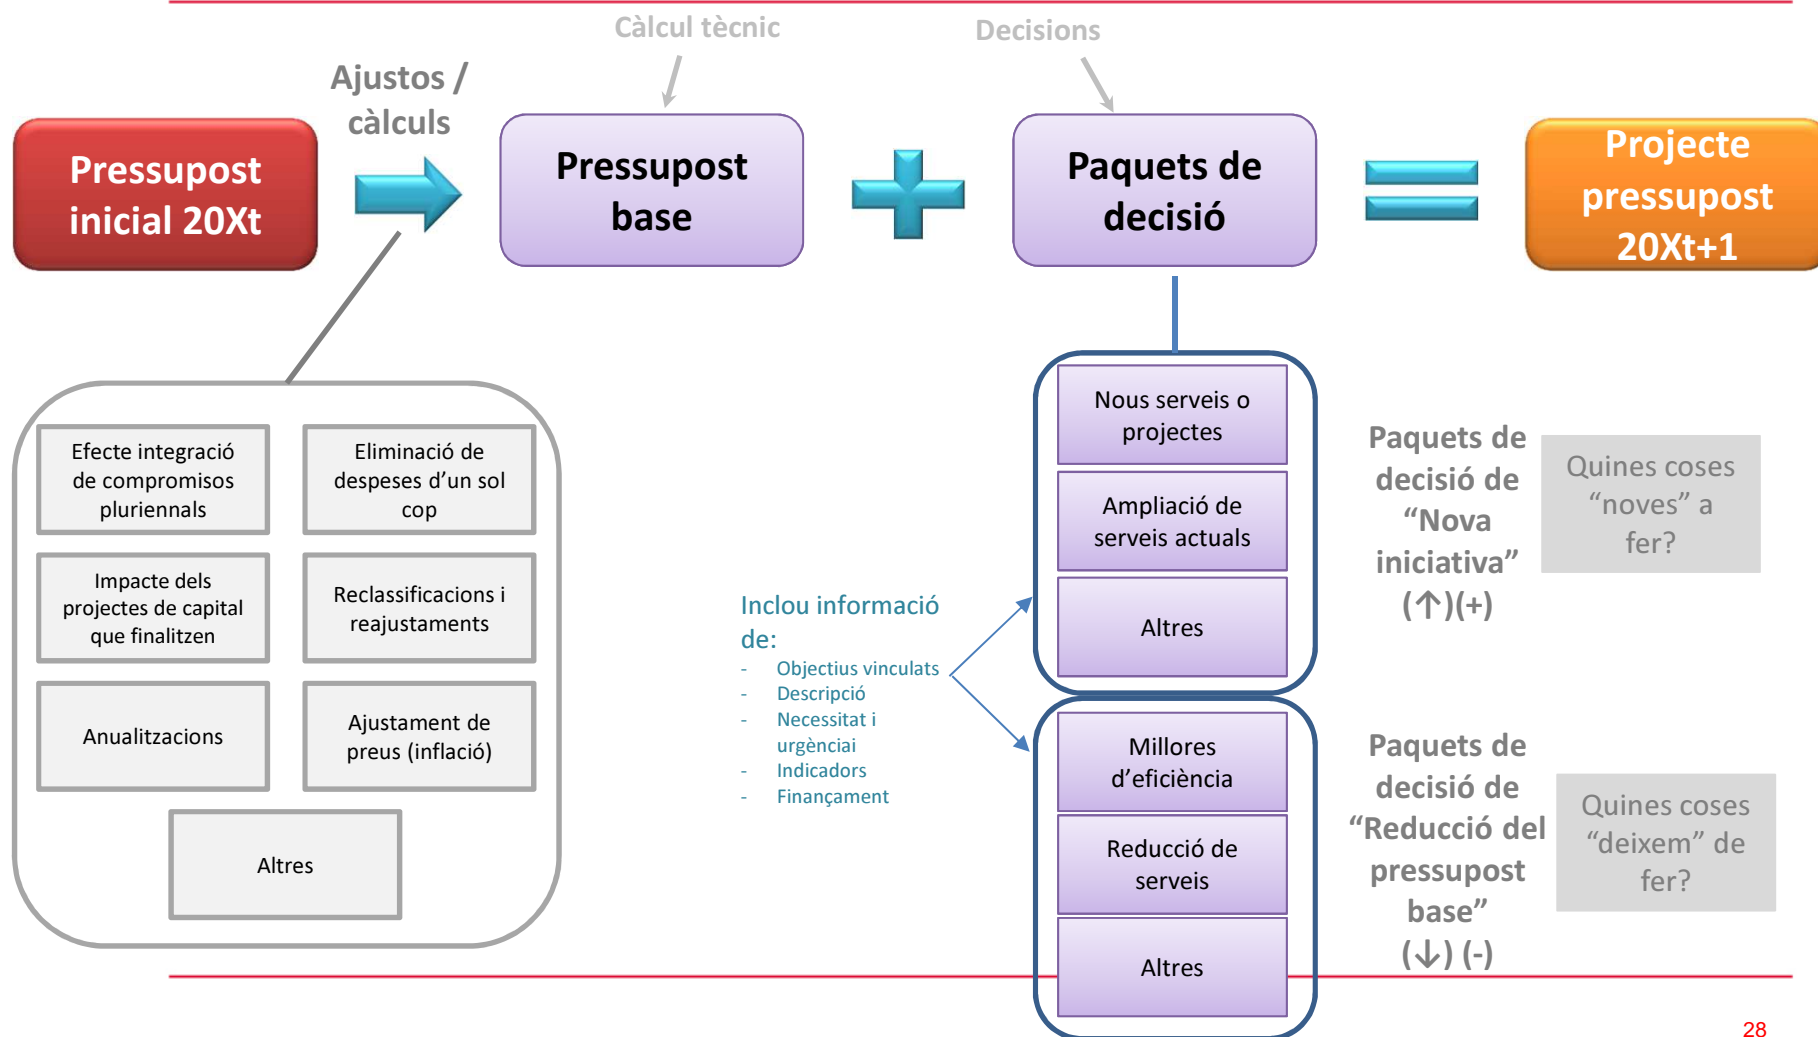 Càlcul tècnic
Decisions
Ajustos /
càlculs
Pressupost
inicial 20Xt
Pressupost
base
Paquets de
decisió
Projecte
pressupost
20Xt+1
Efecte integració
de compromisos
pluriennals
Eliminació de
despeses d’un sol
cop
Impacte dels
projectes de capital
que finalitzen
Reclassificacions i
reajustaments
Anualitzacions
Ajustament de
preus (inflació)
Altres
Inclou informació
de:
- Objectius vinculats
- Descripció
- Necessitat i
urgènciai
- Indicadors
- Finançament
Nous serveis o
projectes
Ampliació de
serveis actuals
Altres
Paquets de
decisió de
“Nova
iniciativa”
(↑)(+)
Quines coses
“noves” a
fer?
Millores
d’eficiència
Reducció de
serveis
Altres
Paquets de
decisió de
“Reducció del
pressupost
base”
(↓) (-)
Quines coses
“deixem” de
fer?
28